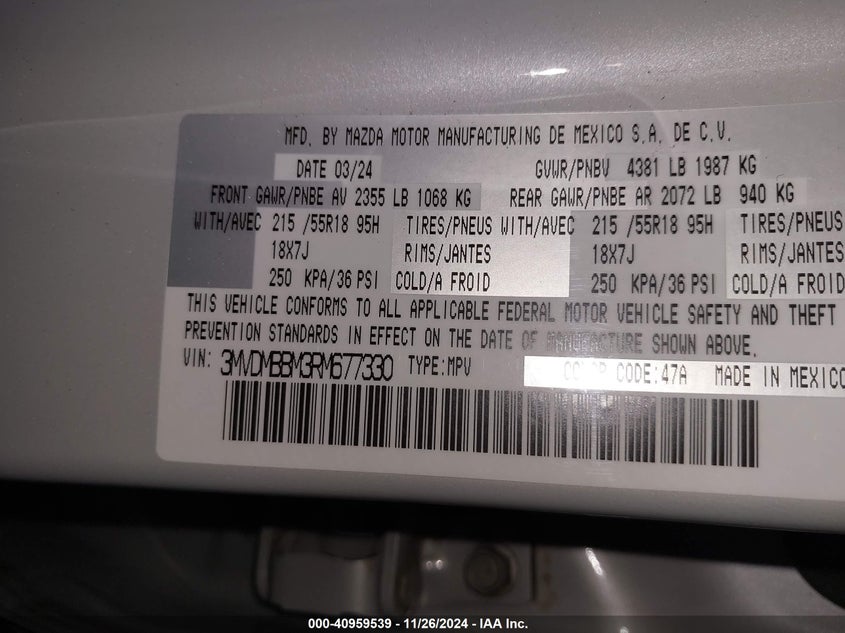 MFD. BY MAZDA MOTOR MANUFACTURING DE MEXICO S.A. DE C.V.
DATE 03/24 GVWR/PNBV 4381 LB 1987 KG
FRONT GAWR/PNBE AV 2355 LB 1068 KG REAR GAWR/PNBE AR 2072 LB 940 KG
WITH/AVEC 215 /55R18 95H TIRES/PNEUS WITH/AVEC 215 /55R18 95H TIRES/PNEUS
18X7J RIMS/JANTES 18X7J RIMS/JANTES
250 KPA/36 PSI COLD/A FROID 250 KPA/36 PSI COLD/A FROID
THIS VEHICLE CONFORMS TO ALL APPLICABLE FEDERAL MOTOR VEHICLE SAFETY AND THEFT
PREVENTION STANDARDS IN EFFECT ON THE DATE OF MANUFACTURE SHOWN ABOVE.
VIN: 3MVDMBBM3RM677330 TYPE:MPV COLOR CODE:47A MADE IN MEXICO
000-40959539 - 11/26/2024 - IAA Inc.